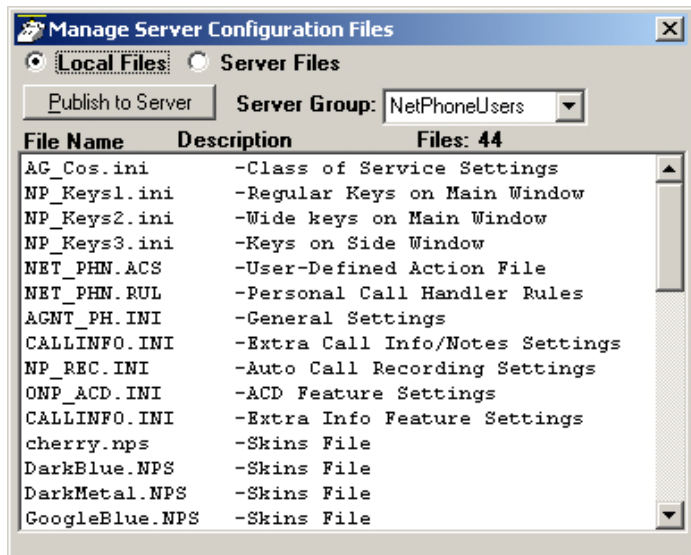 Manage Server Configuration Files
Local Files Server Files
Publish to Server Server Group: NetPhoneUsers
File Name Description Files: 44
AG_Cos.ini -Class of Service Settings
NP_Keys1.ini -Regular Keys on Main Window
NP_Keys2.ini -Wide keys on Main Window
NP_Keys3.ini -Keys on Side Window
NET_PHN.ACS -User-Defined Action File
NET_PHN.RUL -Personal Call Handler Rules
AGNT_PH.INI -General Settings
CALLINFO.INI -Extra Call Info/Notes Settings
NP_REC.INI -Auto Call Recording Settings
ONP_ACD.INI -ACD Feature Settings
CALLINFO.INI -Extra Info Feature Settings
cherry.nps -Skins File
DarkBlue.NPS -Skins File
DarkMetal.NPS -Skins File
GoogleBlue.NPS -Skins File